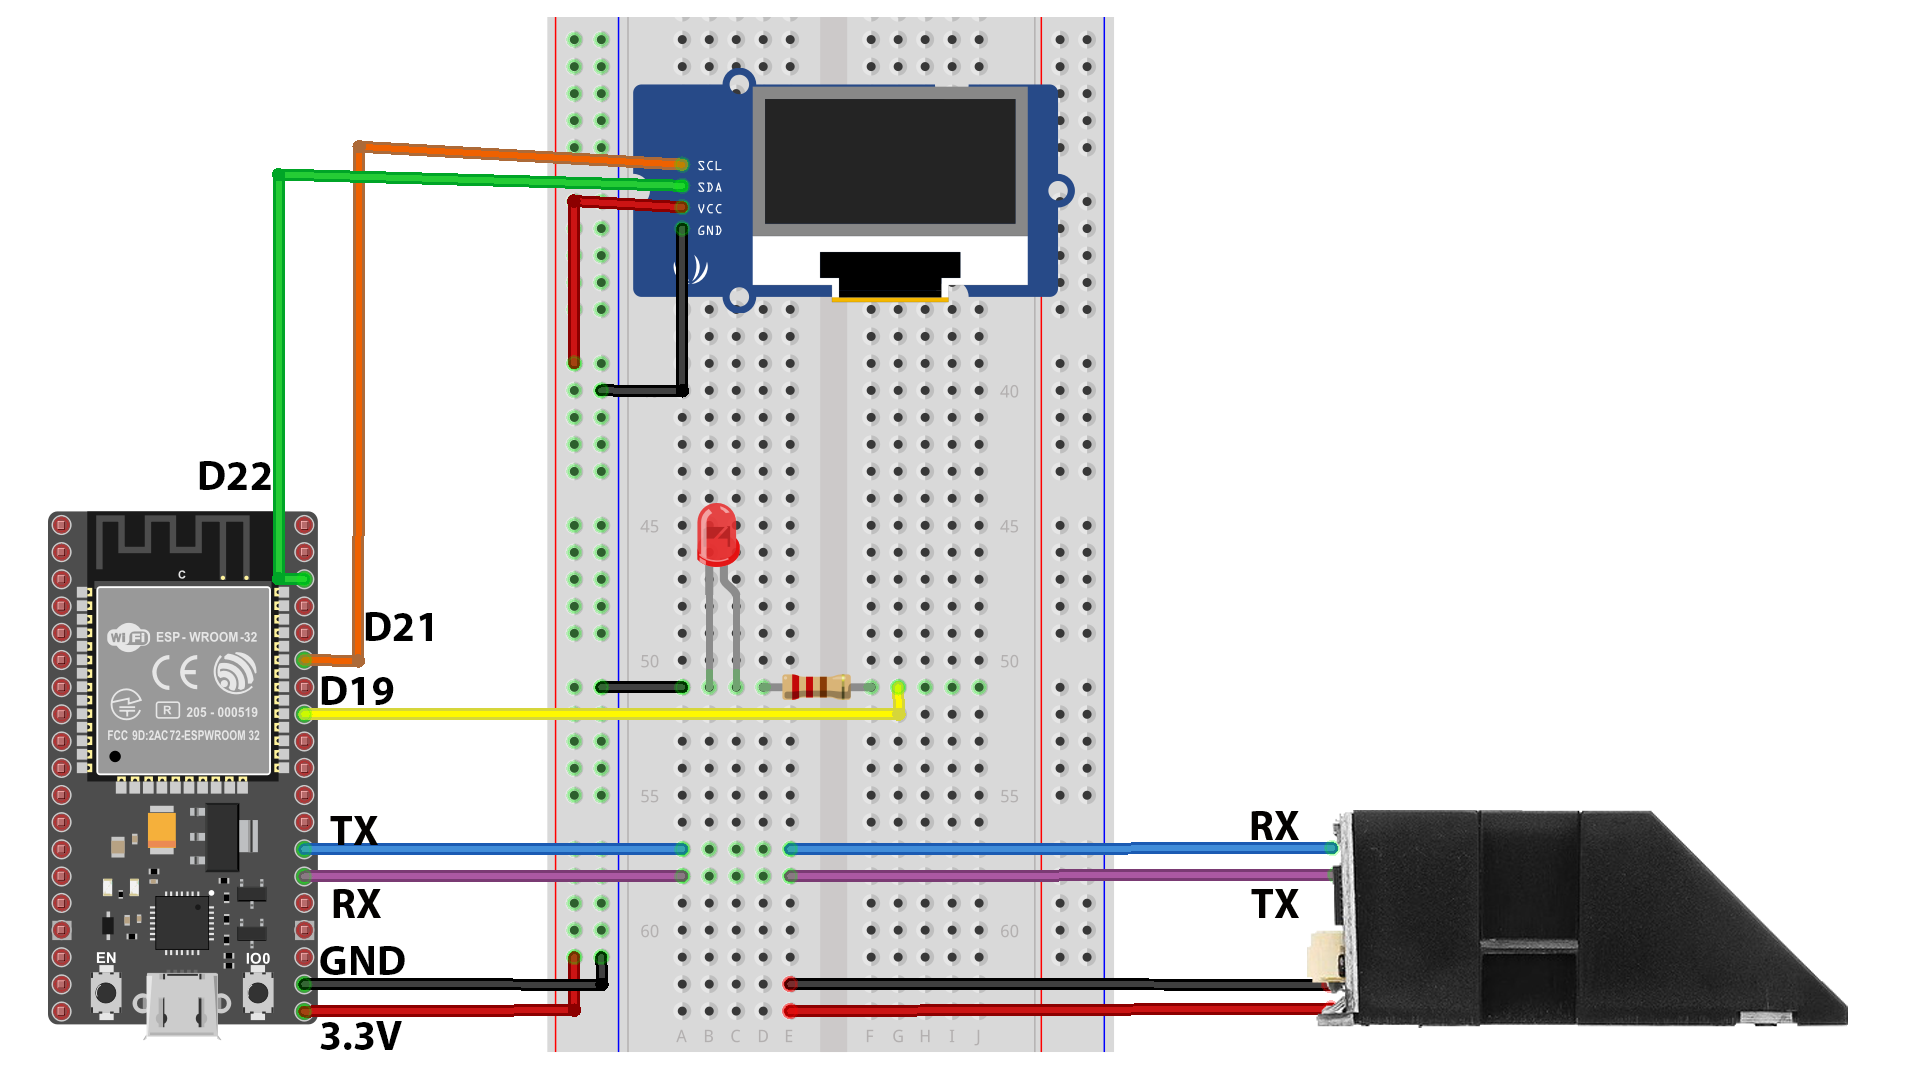 SCL
SDA
VCC
GND
40
D22
45
45
C
D21
WiFi ESP-WROOM-32
CE
50
50
D19
R 205-000519
FCC 9D:2AC72-ESPWROOM 32
55
55
TX
RX
RX
TX
60
60
EN
IO0
GND
3.3V
A B C D E F G H I J